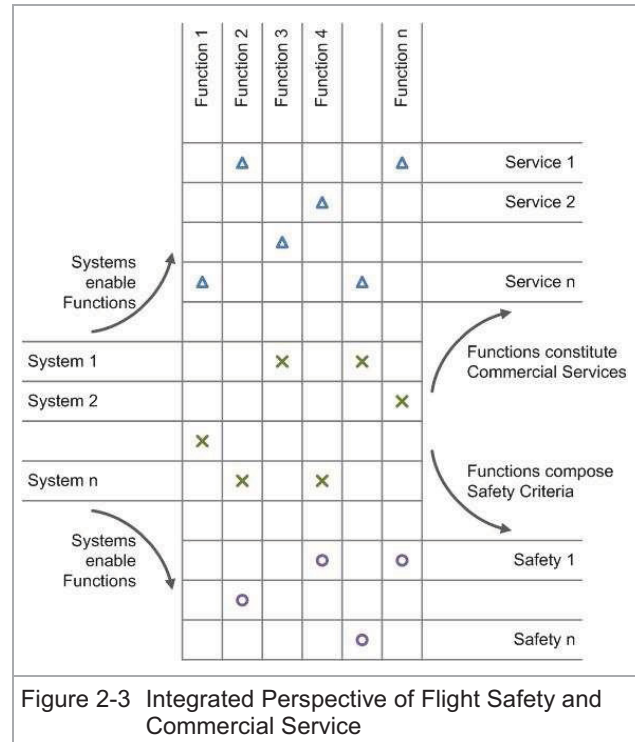 Function 1
Function 2
Function 3
Function 4
Function n
Service 1
Service 2
Systems
enable
Functions
Service n
System 1
Functions constitute
Commercial Services
System 2
System n
Functions compose
Safety Criteria
Systems
enable
Functions
Safety 1
Safety n
Figure 2-3 Integrated Perspective of Flight Safety and
Commercial Service